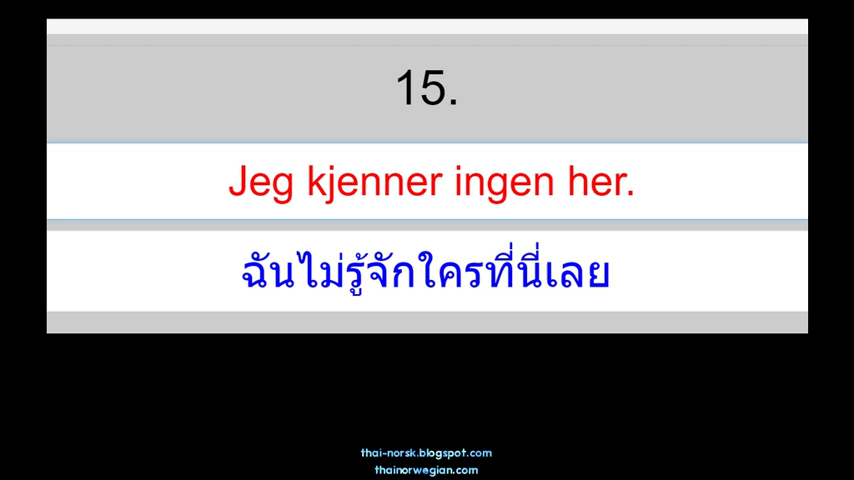 15.
Jeg kjenner ingen her.
ฉันไม่รู้จักใครที่นี่เลย
thai-norsk.blogspot.com
thainorwegian.com